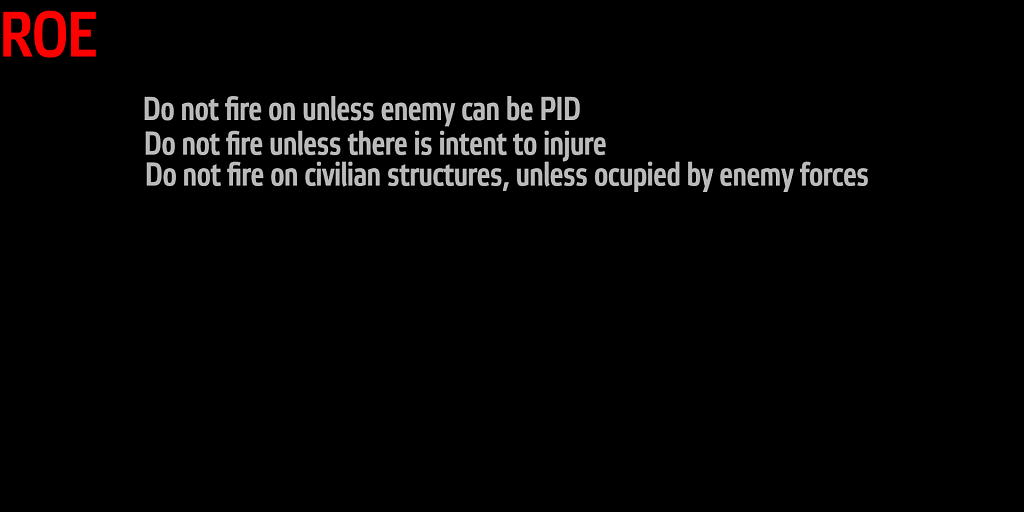 ROE
Do not fire on unless enemy can be PID
Do not fire unless there is intent to injure
Do not fire on civilian structures, unless ocupied by enemy forces